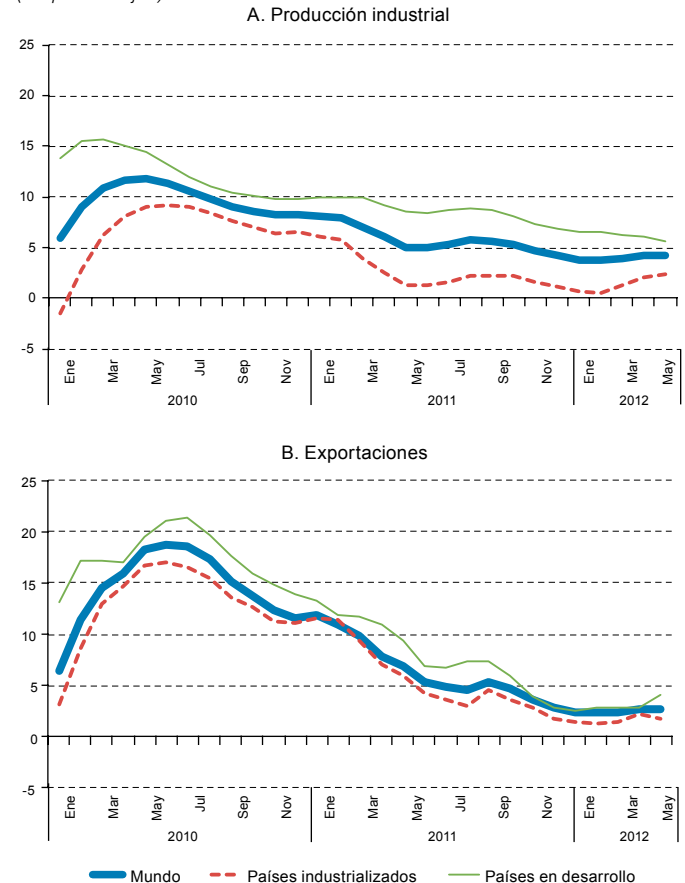 A. Producción industrial
25
20
15
10
5
0
-5
Ene Mar May Jul Sep Nov Ene Mar May Jul Sep Nov Ene Mar May
2010 2011 2012
B. Exportaciones
25
20
15
10
5
0
-5
Ene Mar May Jul Sep Nov Ene Mar May Jul Sep Nov Ene Mar May
2010 2011 2012
Mundo Países industrializados Países en desarrollo